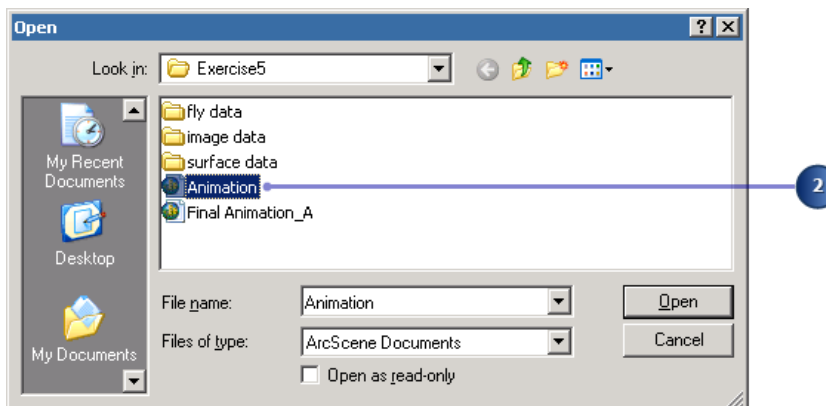 Open
Look in: Exercise5
My Recent
Documents
Desktop
My Documents
fly data
image data
surface data
Animation
Final Animation_A
2
File name: Animation
Open
Files of type: ArcScene Documents
Cancel
Open as read-only